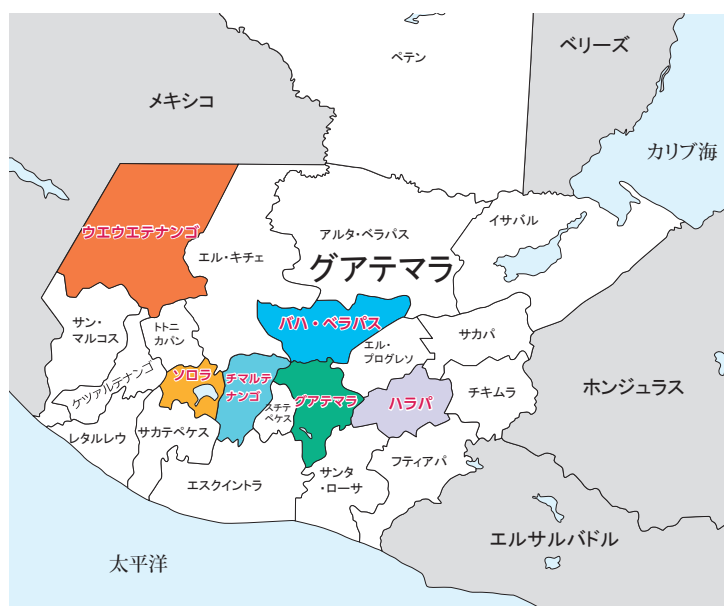 ベリーズ
ペテン
メキシコ
カリブ海
イサバル
ウエウエテナンゴ
アルタ・ベラパス
エル・キチェ
グアテマラ
サン・
マルコス
トトニ
カパン
バハ・ベラパス
サカパ
エル・
プログレソ
ソロラ
チマルテ
ナンゴ
ケツァルテナンゴ
スチテ
ペケス
グアテマラ
ハラパ
チキムラ
ホンジュラス
レタルレウ
サカテペケス
フティアパ
エスクイントラ
サンタ
・ローサ
エルサルバドル
太平洋